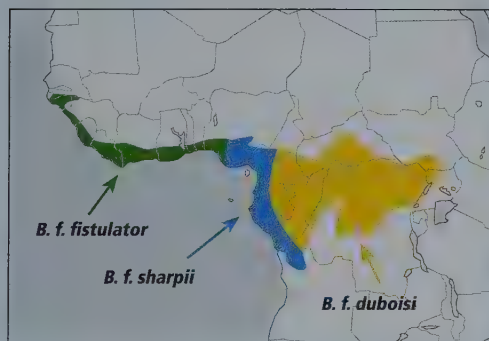 B. f. fistulator
B. f. sharpii
B. f. duboisi